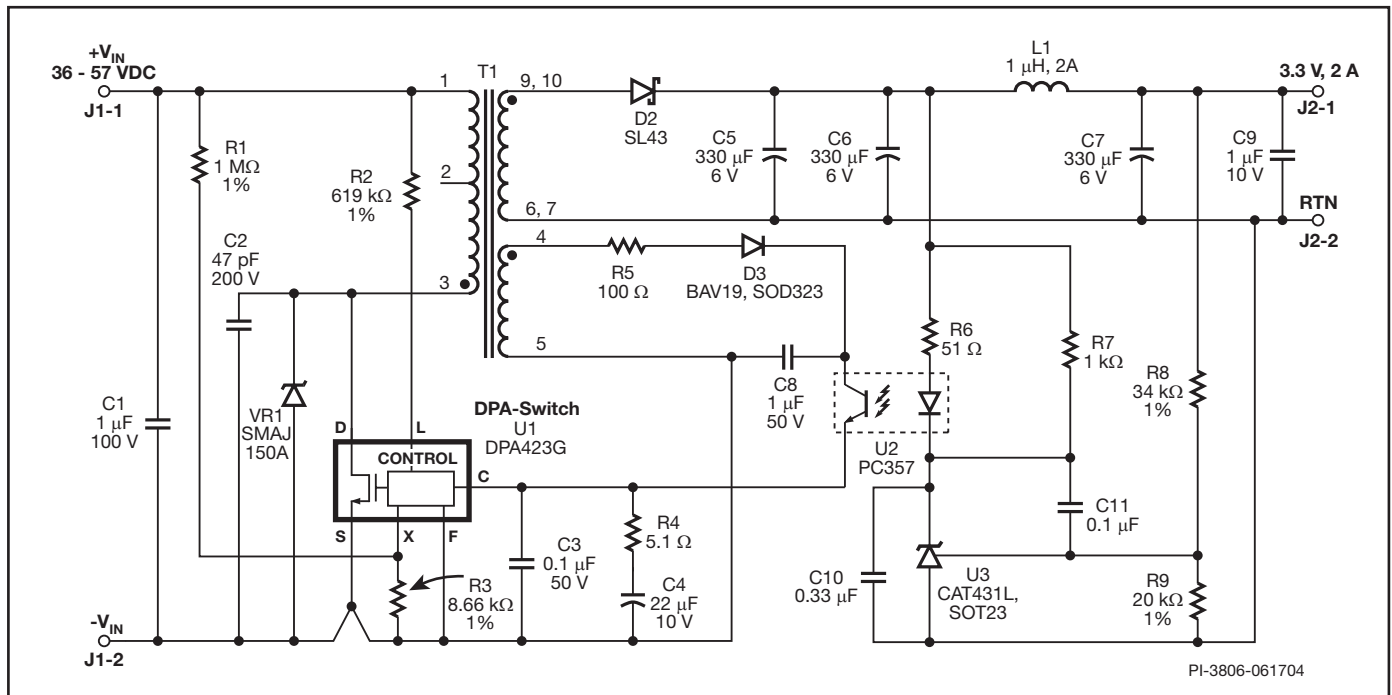 +VIN
36 - 57 VDC
J1-1
R1
1 MΩ
1%
R2
619 kΩ
1%
1
2
3
T1
9, 10
6, 7
4
5
D2
SL43
C5
330 µF
6 V
C6
330 µF
6 V
L1
1 µH, 2A
C7
330 µF
6 V
C9
1 µF
10 V
3.3 V, 2 A
J2-1
RTN
J2-2
C2
47 pF
200 V
R5
100 Ω
D3
BAV19, SOD323
R6
51 Ω
R7
1 kΩ
R8
34 kΩ
1%
C8
1 µF
50 V
C1
1 µF
100 V
VR1
SMAJ
150A
DPA-Switch
U1
DPA423G
D
L
CONTROL
C
S
X
F
U2
PC357
C11
0.1 µF
R3
8.66 kΩ
1%
C3
0.1 µF
50 V
R4
5.1 Ω
C4
22 µF
10 V
C10
0.33 µF
U3
CAT431L,
SOT23
R9
20 kΩ
1%
-VIN
J1-2
PI-3806-061704